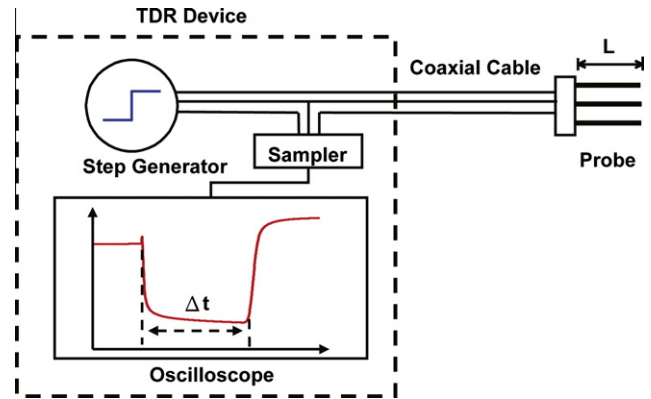 TDR Device
L
Coaxial Cable
Step Generator
Sampler
Probe
Δt
Oscilloscope